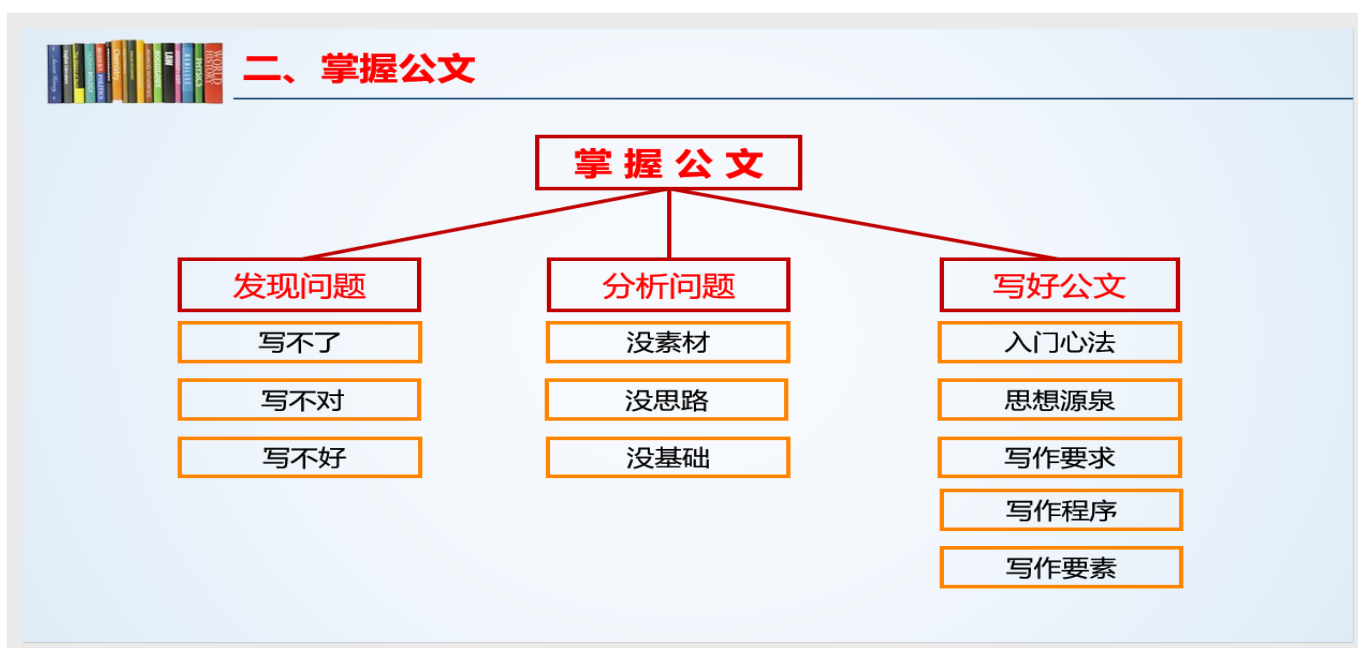 二、掌握公文
掌握公文
发现问题
写不了
写不对
写不好
分析问题
没素材
没思路
没基础
写好公文
入门心法
思想源泉
写作要求
写作程序
写作要素